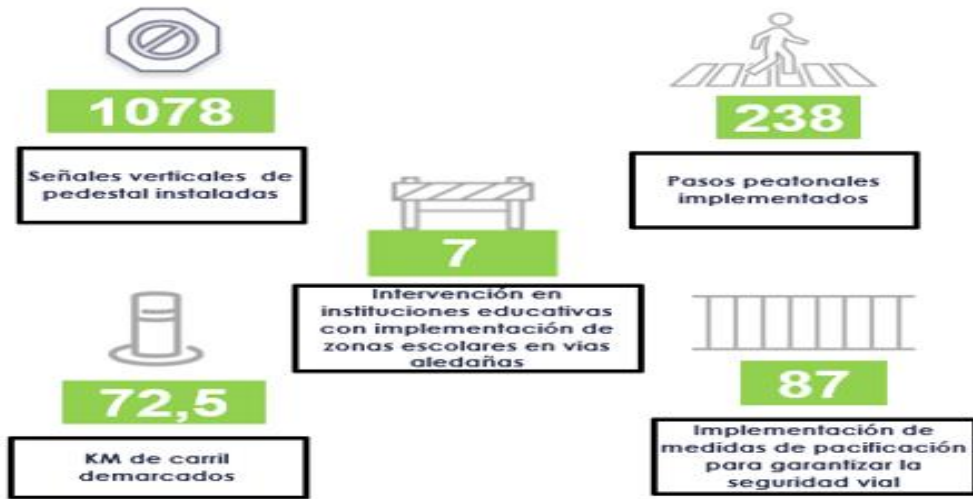 1078
Señales verticales de
pedestal instaladas
238
Pasos peatonales
implementados
7
Intervención en
instituciones educativas
con implementación de
zonas escolares en vias
aledañas
72,5
KM de carril
demarcados
87
Implementación de
medidas de pacificación
para garantizar la
seguridad vial